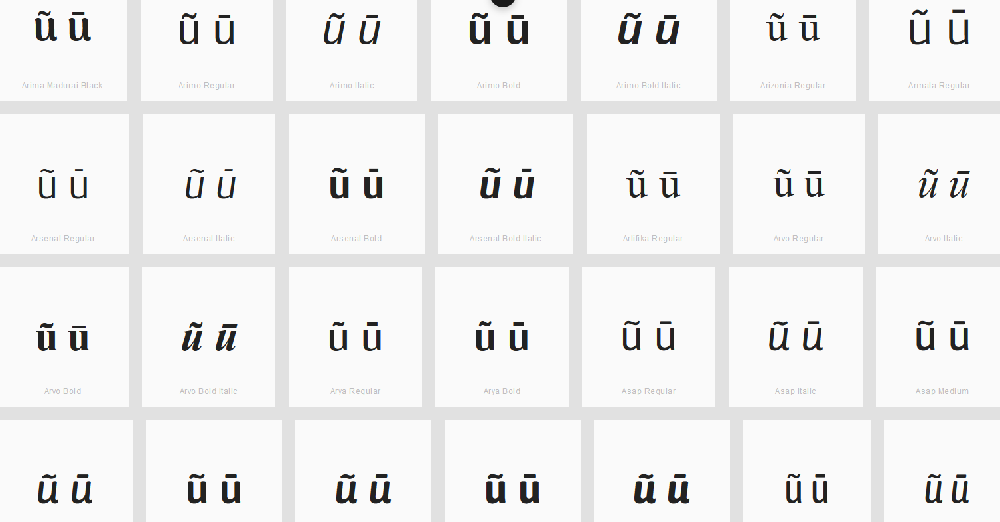 ũ ū ũ ū ũ ū ũ ū ũ ū ũ ū ũ ū
Arima Madurai Black Arimo Regular Arimo Italic Arimo Bold Arimo Bold Italic Arizonia Regular Armata Regular
ũ ū ũ ū ũ ū ũ ū ũ ū ũ ū ũ ū
Arsenal Regular Arsenal Italic Arsenal Bold Arsenal Bold Italic Artifika Regular Arvo Regular Arvo Italic
ũ ū ũ ū ũ ū ũ ū ũ ū ũ ū ũ ū
Arvo Bold Arvo Bold Italic Arya Regular Arya Bold Asap Regular Asap Italic Asap Medium
ũ ū ũ ū ũ ū ũ ū ũ ū ũ ū ũ ū